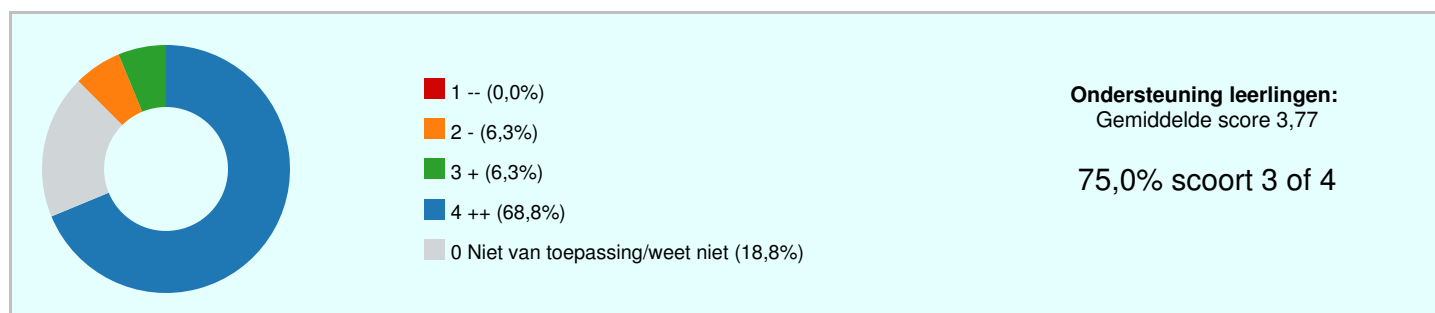 1 -- (0,0%)
2 - (6,3%)
3 + (6,3%)
4 ++ (68,8%)
0 Niet van toepassing/weet niet (18,8%)
Ondersteuning leerlingen:
Gemiddelde score 3,77
75,0% scoort 3 of 4